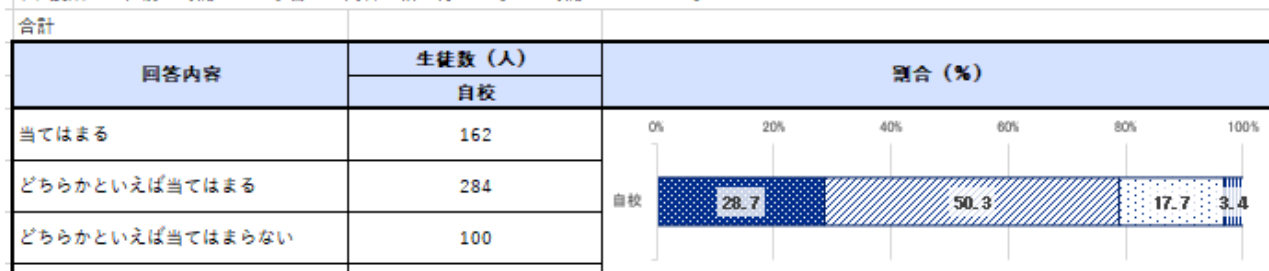 合計
回答内容
生徒数（人）
割合（%）
自校
当てはまる
162
どちらかといえば当てはまる
284
どちらかといえば当てはまらない
100
0%
20%
40%
60%
80%
100%
自校
28.7
50.3
17.7
3.4